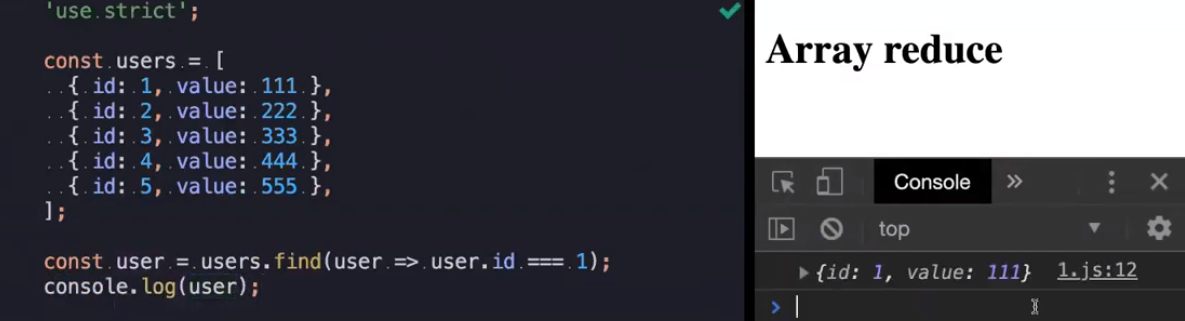 'use strict';
const users = [
{ id: 1, value: 111 },
{ id: 2, value: 222 },
{ id: 3, value: 333 },
{ id: 4, value: 444 },
{ id: 5, value: 555 },
];
const user = users.find(user => user.id === 1);
console.log(user);
Array reduce
Console »
top
{id: 1, value: 111} 1.js:12
>